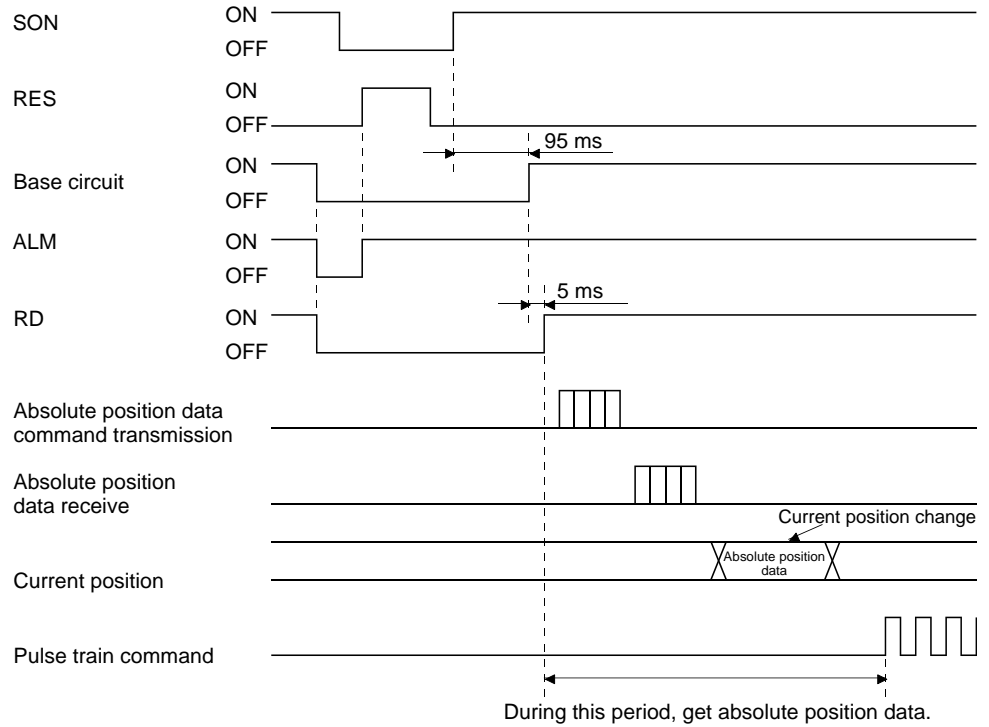 SON
ON
OFF
RES
ON
OFF
95 ms
Base circuit
ON
OFF
ALM
ON
OFF
5 ms
RD
ON
OFF
Absolute position data
command transmission
Absolute position
data receive
Current position change
Current position
Absolute position
data
Pulse train command
During this period, get absolute position data.